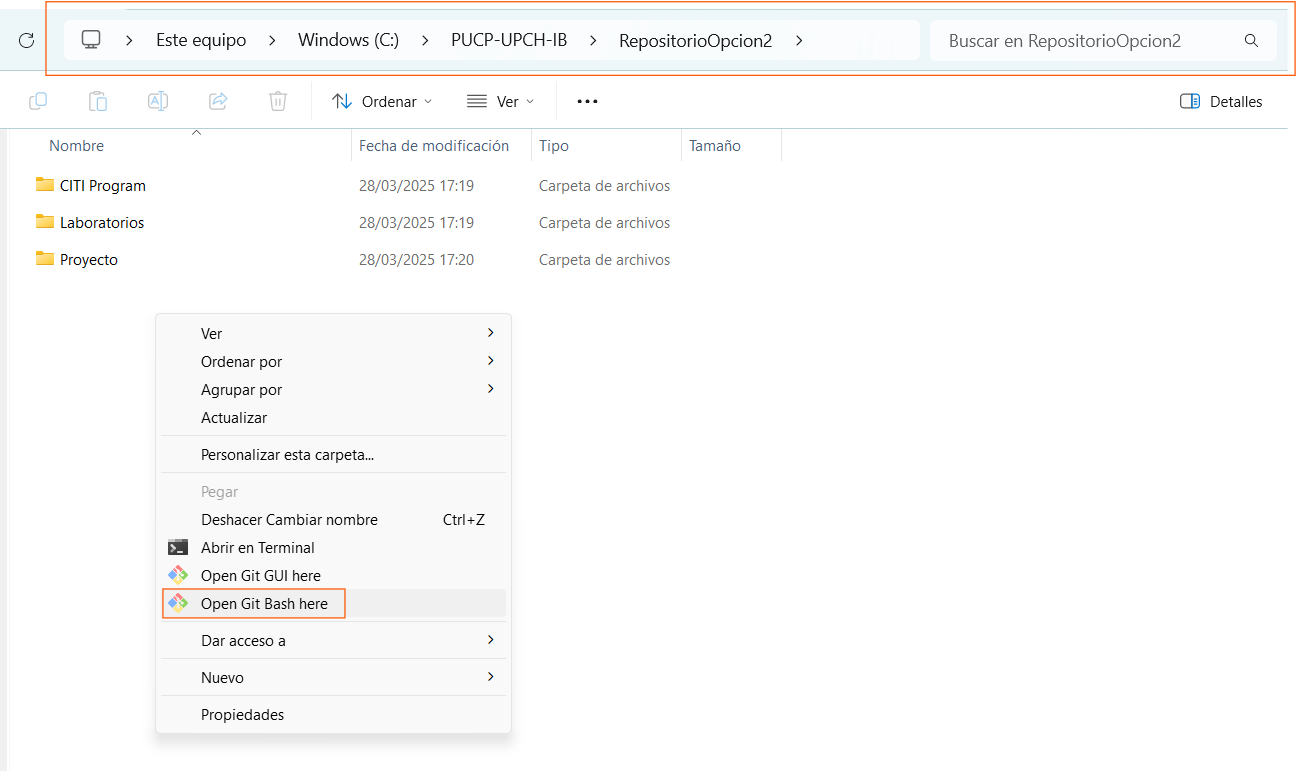 Este equipo > Windows (C:) > PUCP-UPCH-IB > RepositorioOpcion2 > Buscar en RepositorioOpcion2
Ordenar Ver ... Detalles
Nombre Fecha de modificación Tipo Tamaño
CITI Program 28/03/2025 17:19 Carpeta de archivos
Laboratorios 28/03/2025 17:19 Carpeta de archivos
Proyecto 28/03/2025 17:20 Carpeta de archivos
Ver
Ordenar por
Agrupar por
Actualizar
Personalizar esta carpeta...
Pegar
Deshacer Cambiar nombre Ctrl+Z
Abrir en Terminal
Open Git GUI here
Open Git Bash here
Dar acceso a
Nuevo
Propiedades